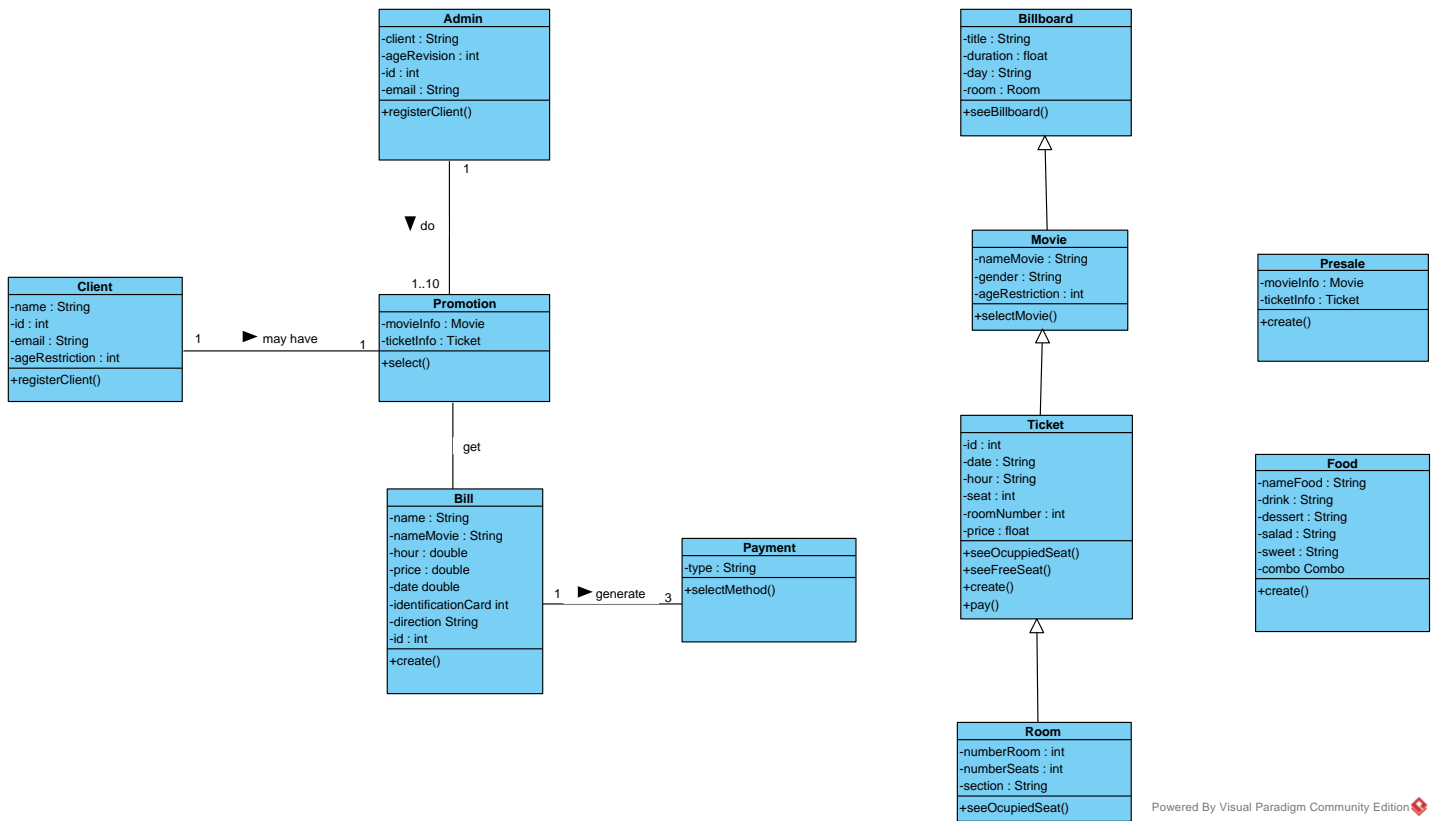 Admin
-client : String
-ageRevision : int
-id : int
-email : String
+registerClient()
1
do
1..10
Client
-name : String
-id : int
-email : String
-ageRestriction : int
+registerClient()
1
may have
1
Promotion
-movieInfo : Movie
-ticketInfo : Ticket
+select()
get
Bill
-name : String
-nameMovie : String
-hour : double
-price : double
-date double
-identificationCard int
-direction String
-id : int
+create()
1
generate
3
Payment
-type : String
+selectMethod()
Billboard
-title : String
-duration : float
-day : String
-room : Room
+seeBillboard()
Movie
-nameMovie : String
-gender : String
-ageRestriction : int
+selectMovie()
Ticket
-id : int
-date : String
-hour : String
-seat : int
-roomNumber : int
-price : float
+seeOcuppiedSeat()
+seeFreeSeat()
+create()
+pay()
Room
-numberRoom : int
-numberSeats : int
-section : String
+seeOcupiedSeat()
Presale
-movieInfo : Movie
-ticketInfo : Ticket
+create()
Food
-nameFood : String
-drink : String
-dessert : String
-salad : String
-sweet : String
-combo Combo
+create()
Powered By Visual Paradigm Community Edition